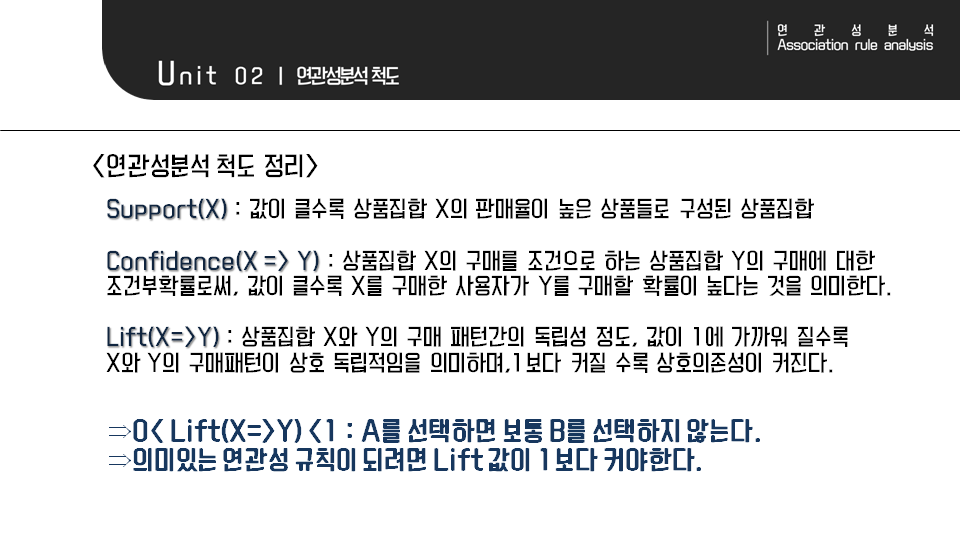 연 관 성 분 석
Association rule analysis
Unit 02 | 연관성분석 척도
<연관성분석 척도 정리>
Support(X) : 값이 클수록 상품집합 X의 판매율이 높은 상품들로 구성된 상품집합
Confidence(X => Y) : 상품집합 X의 구매를 조건으로 하는 상품집합 Y의 구매에 대한
조건부확률로써, 값이 클수록 X를 구매한 사용자가 Y를 구매할 확률이 높다는 것을 의미한다.
Lift(X=>Y) : 상품집합 X와 Y의 구매 패턴간의 독립성 정도, 값이 1에 가까워 질수록
X와 Y의 구매패턴이 상호 독립적임을 의미하며,1보다 커질 수록 상호의존성이 커진다.
⇒0< Lift(X=>Y) <1 : A를 선택하면 보통 B를 선택하지 않는다.
⇒의미있는 연관성 규칙이 되려면 Lift 값이 1보다 커야한다.